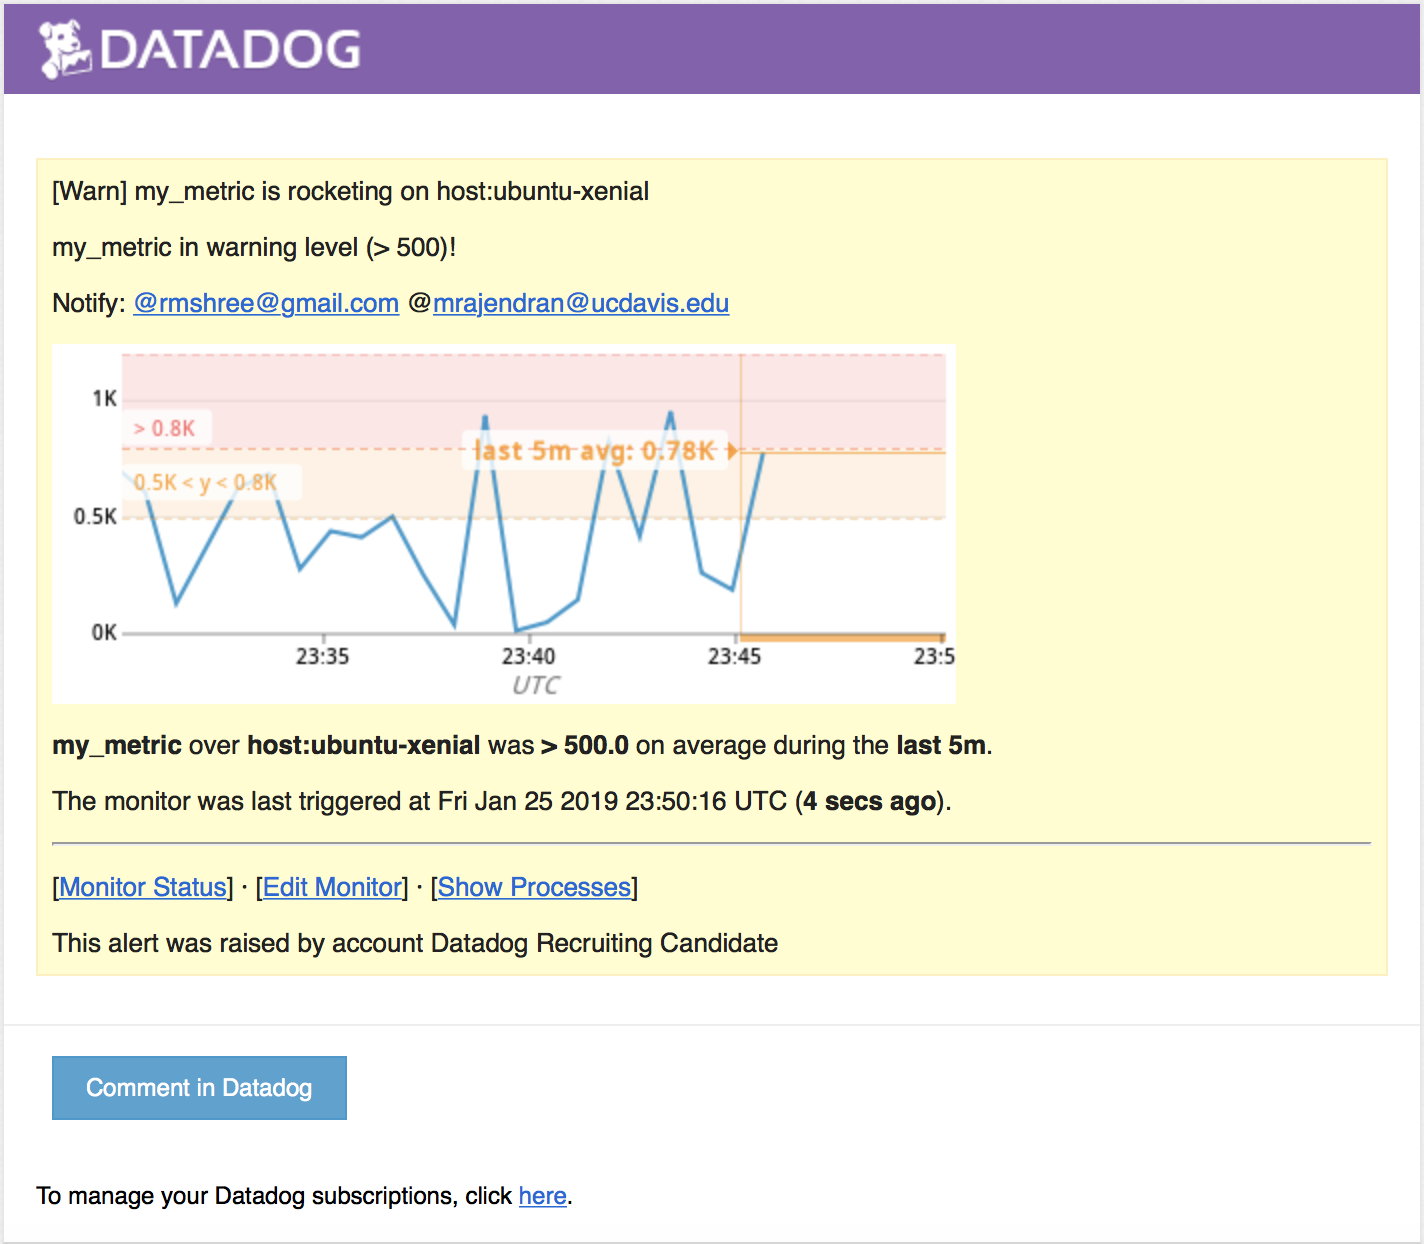 DATADOG
[Warn] my_metric is rocketing on host:ubuntu-xenial
my_metric in warning level (> 500)!
Notify: @rmshree@gmail.com @mrajendran@ucdavis.edu
1K
> 0.8K
last 5m avg: 0.78K
0.5K < y < 0.8K
0.5K
0K
23:35 23:40 23:45 23:5
UTC
my_metric over host:ubuntu-xenial was > 500.0 on average during the last 5m.
The monitor was last triggered at Fri Jan 25 2019 23:50:16 UTC (4 secs ago).
[Monitor Status] · [Edit Monitor] · [Show Processes]
This alert was raised by account Datadog Recruiting Candidate
Comment in Datadog
To manage your Datadog subscriptions, click here.